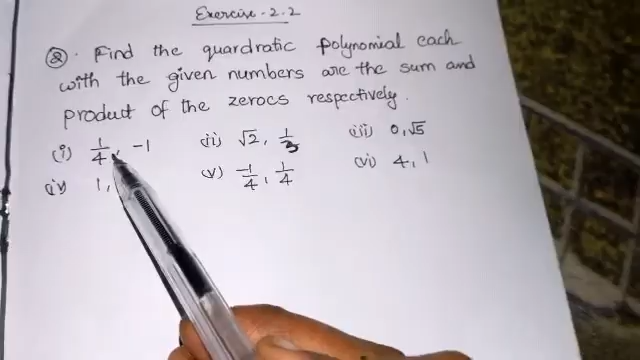 Exercise-2.2
②. Find the quardratic polynomial each
with the given numbers are the sum and
product of the zerocs respectively.
(i) 1/4, -1 (ii) √2, 1/3 (iii) 0, √5
(iv) 1, (v) -1/4, 1/4 (vi) 4, 1